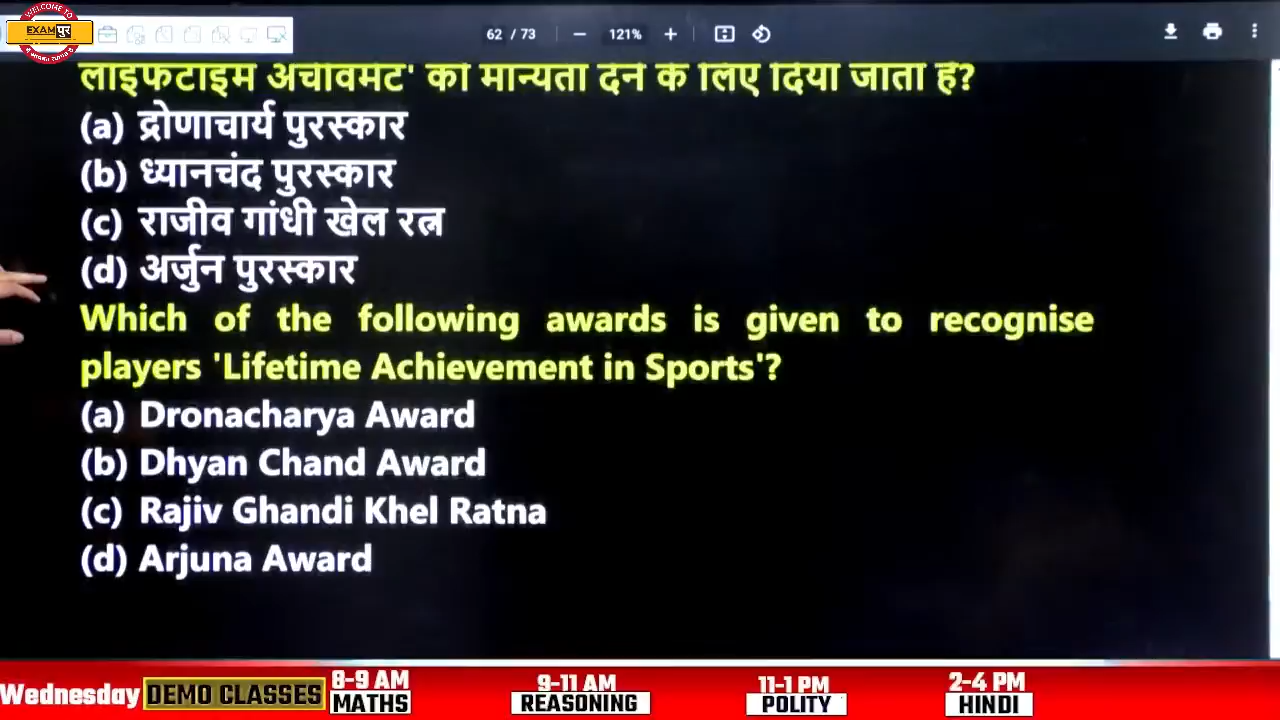 WELCOME TO
EXAMपुर
62 / 73
121%
लाइफटाइम अचीवमेंट' को मान्यता देने के लिए दिया जाता है?
(a) द्रोणाचार्य पुरस्कार
(b) ध्यानचंद पुरस्कार
(c) राजीव गांधी खेल रत्न
(d) अर्जुन पुरस्कार
Which of the following awards is given to recognise
players 'Lifetime Achievement in Sports'?
(a) Dronacharya Award
(b) Dhyan Chand Award
(c) Rajiv Ghandi Khel Ratna
(d) Arjuna Award
Wednesday DEMO CLASSES 8-9 AM MATHS 9-11 AM REASONING 11-1 PM POLITY 2-4 PM HINDI